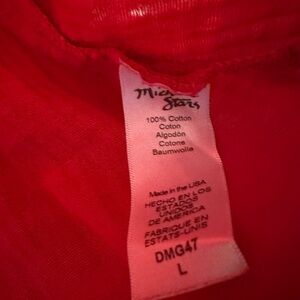 Stars
100% Cotton
Coton
Algodón
Cotone
Baumwolle
Made in the USA
HECHO EN LOS
ESTADOS
UNIDOS
DE AMERICA
FABRIQUE EN
ESTATS-UNIS
DMG47
L